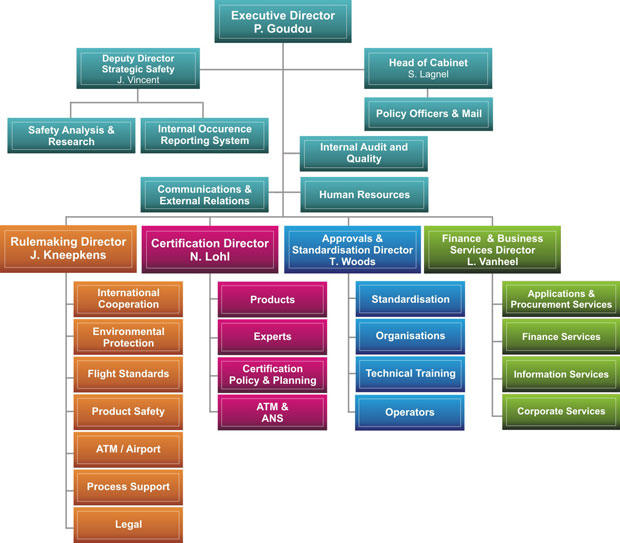 Executive Director
P. Goudou
Deputy Director
Strategic Safety
J. Vincent
Head of Cabinet
S. Lagnel
Safety Analysis &
Research
Internal Occurence
Reporting System
Policy Officers & Mail
Internal Audit and
Quality
Communications &
External Relations
Human Resources
Rulemaking Director
J. Kneepkens
Certification Director
N. Lohl
Approvals &
Standardisation Director
T. Woods
Finance & Business
Services Director
L. Vanheel
International
Cooperation
Environmental
Protection
Flight Standards
Product Safety
ATM / Airport
Process Support
Legal
Products
Experts
Certification
Policy & Planning
ATM &
ANS
Standardisation
Organisations
Technical Training
Operators
Applications &
Procurement Services
Finance Services
Information Services
Corporate Services